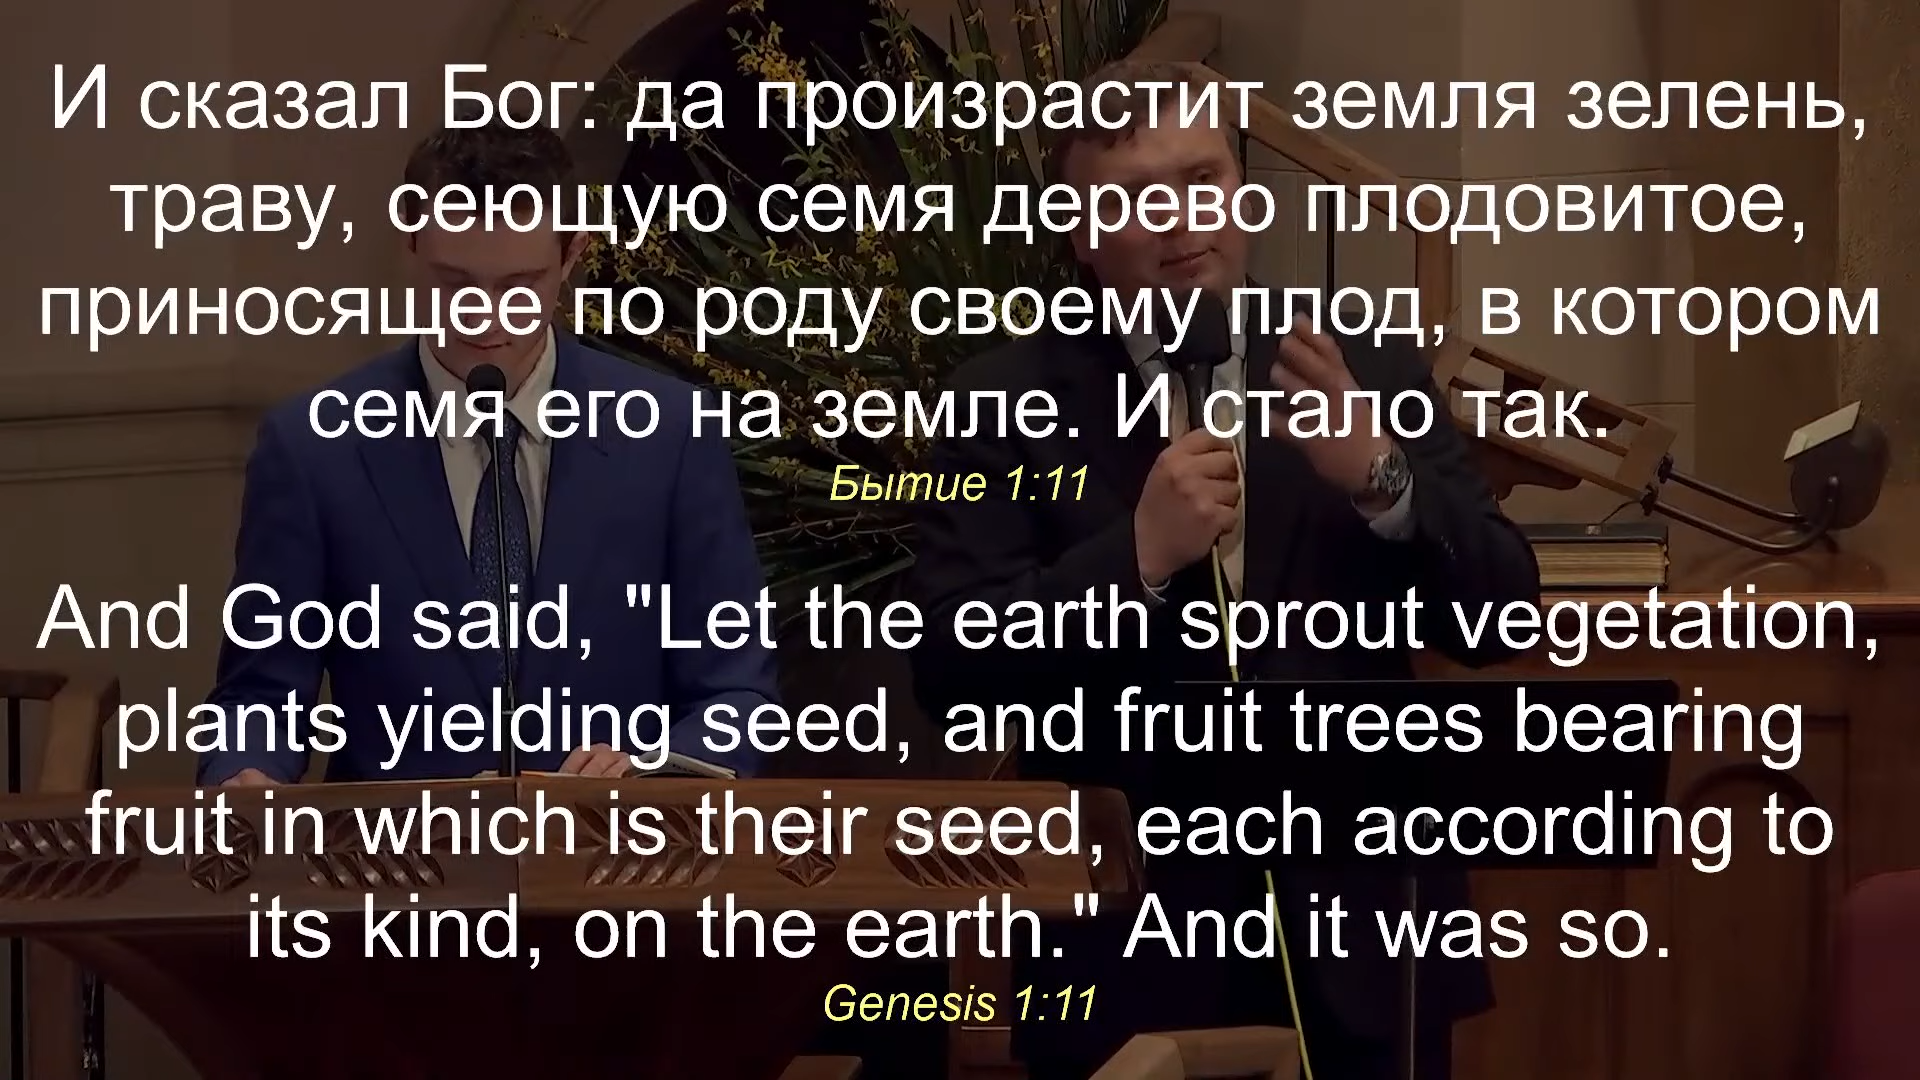 И сказал Бог: да произрастит земля зелень,
траву, сеющую семя дерево плодовитое,
приносящее по роду своему плод, в котором
семя его на земле. И стало так.
Бытие 1:11
And God said, "Let the earth sprout vegetation,
plants yielding seed, and fruit trees bearing
fruit in which is their seed, each according to
its kind, on the earth." And it was so.
Genesis 1:11